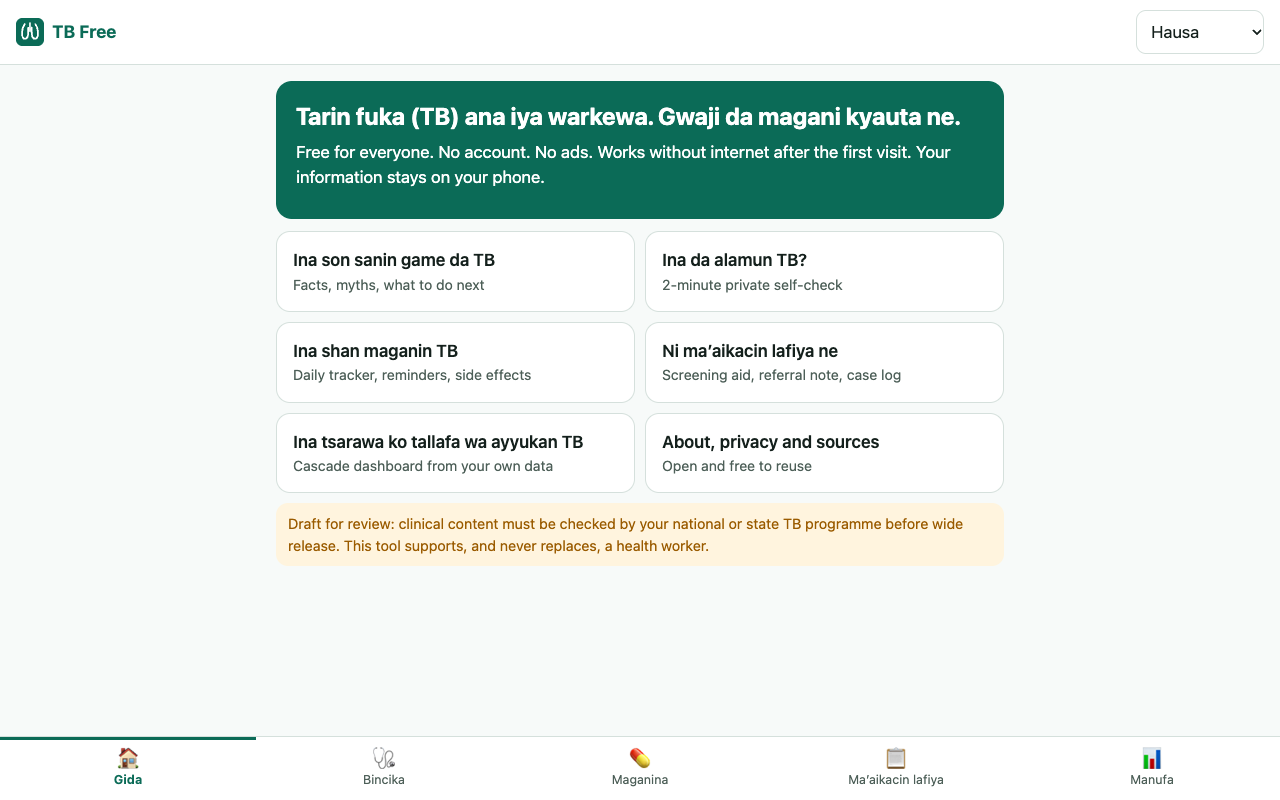 TB Free
Hausa
Tarin fuka (TB) ana iya warkewa. Gwaji da magani kyauta ne.
Free for everyone. No account. No ads. Works without internet after the first visit. Your
information stays on your phone.
Ina son sanin game da TB
Facts, myths, what to do next
Ina da alamun TB?
2-minute private self-check
Ina shan maganin TB
Daily tracker, reminders, side effects
Ni ma’aikacin lafiya ne
Screening aid, referral note, case log
Ina tsarawa ko tallafa wa ayyukan TB
Cascade dashboard from your own data
About, privacy and sources
Open and free to reuse
Draft for review: clinical content must be checked by your national or state TB programme before wide
release. This tool supports, and never replaces, a health worker.
Gida
Bincika
Maganina
Ma’aikacin lafiya
Manufa